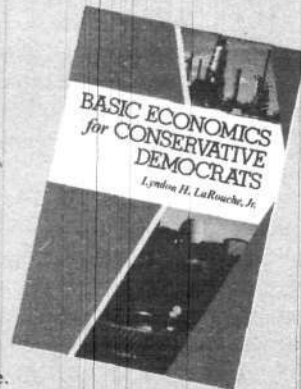 BASIC ECONOMICS
for CONSERVATIVE
DEMOCRATS
Lyndon H. LaRouche, Jr.